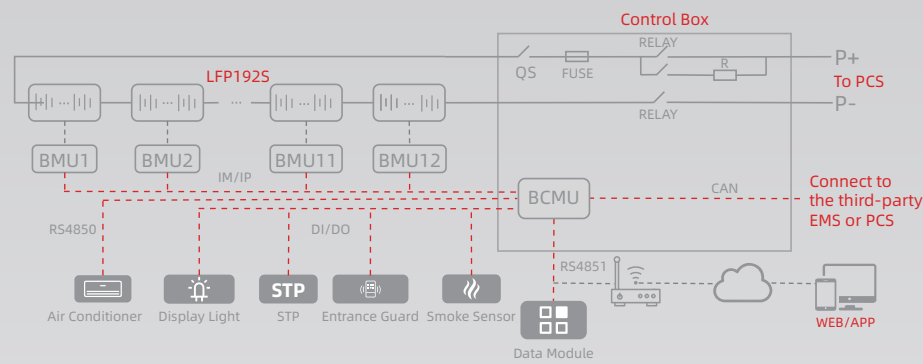 Control Box
RELAY
P+
QS
FUSE
R
To PCS
LFP192S
P-
RELAY
BMU1
BMU2
BMU11
BMU12
IM/IP
BCMU
CAN
Connect to
the third-party
EMS or PCS
RS4850
DI/DO
RS4851
STP
Air Conditioner
Display Light
STP
Entrance Guard
Smoke Sensor
WEB/APP
Data Module